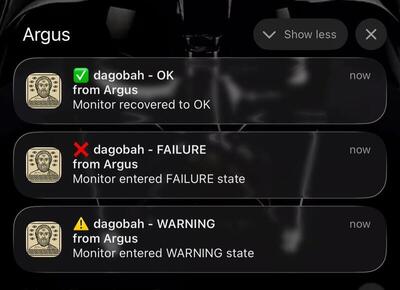 Argus
Show less
✅ dagobah - OK
now
from Argus
Monitor recovered to OK
❌ dagobah - FAILURE
now
from Argus
Monitor entered FAILURE state
⚠️ dagobah - WARNING
now
from Argus
Monitor entered WARNING state